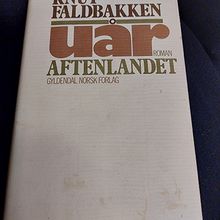 KNUT
FALDBAKKEN
uår
ROMAN
AFTENLANDET
GYLDENDAL NORSK FORLAG